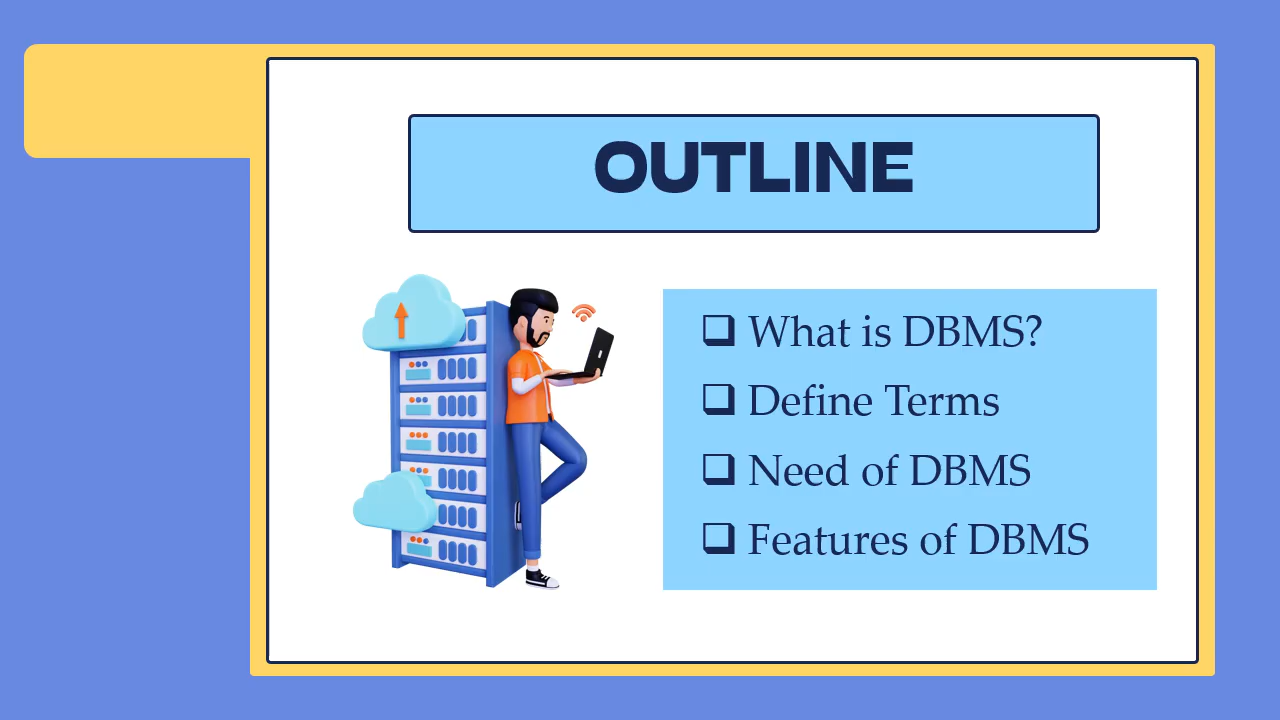 OUTLINE
❑ What is DBMS?
❑ Define Terms
❑ Need of DBMS
❑ Features of DBMS